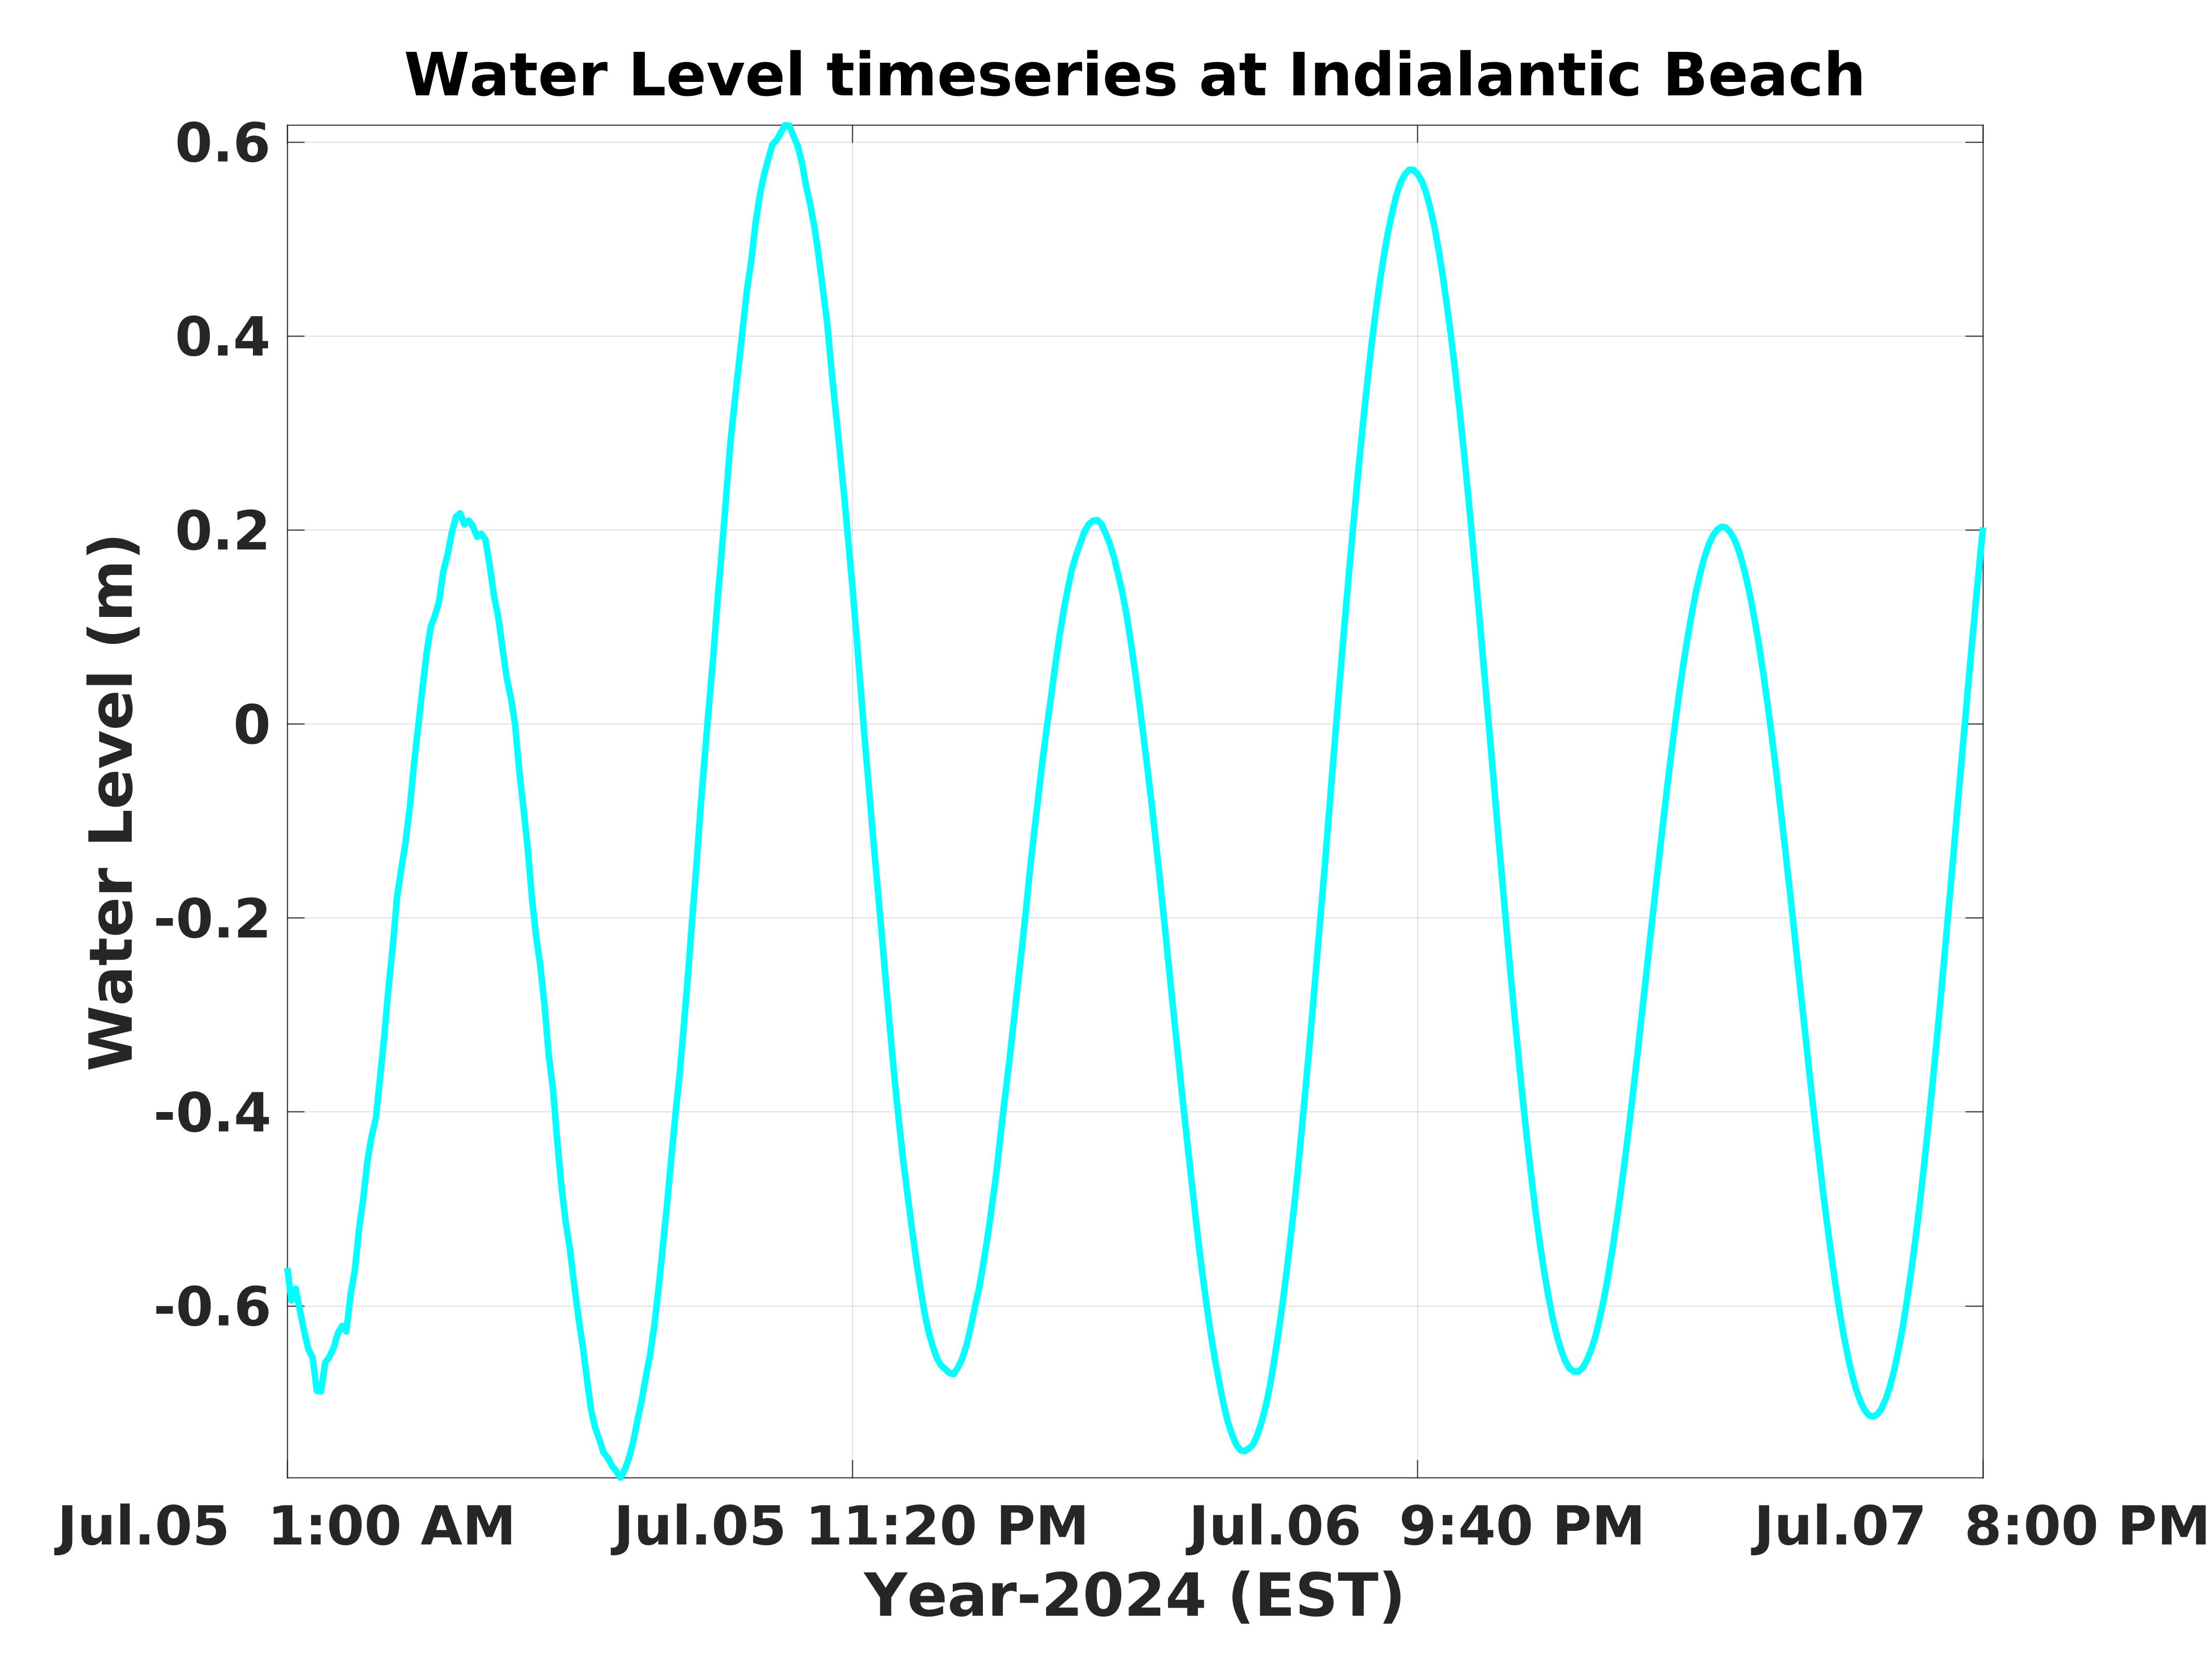 Water Level timeseries at Indialantic Beach
0.6
0.4
0.2
0
-0.2
-0.4
-0.6
Water Level (m)
Jul.05 1:00 AM Jul.05 11:20 PM Jul.06 9:40 PM Jul.07 8:00 PM
Year-2024 (EST)